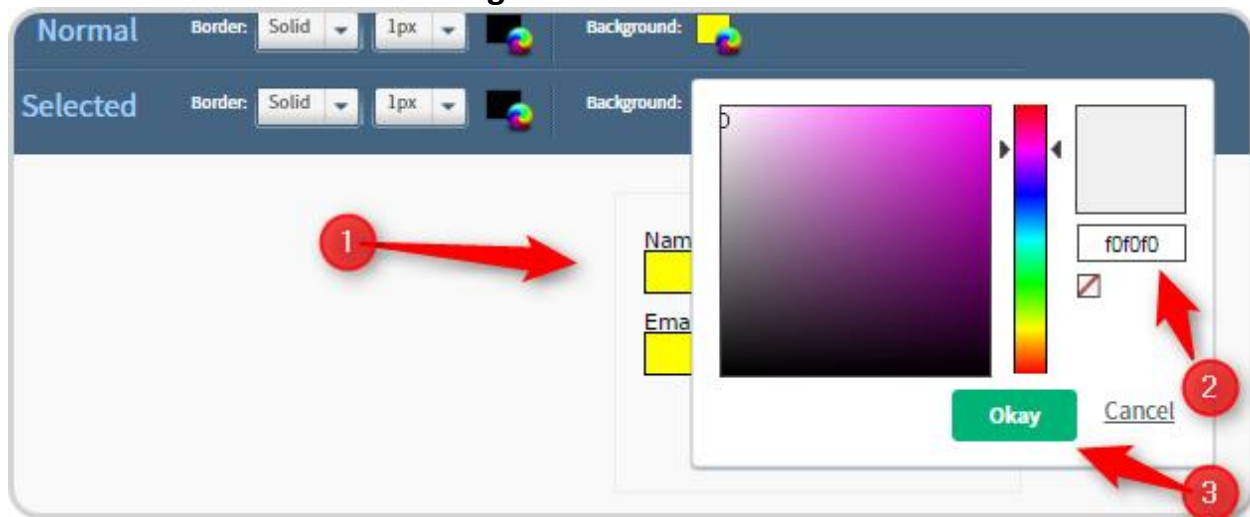 Normal Border: Solid 1px Background:
Selected Border: Solid 1px Background:
1
Nam
f0f0f0
Ema
2
Okay Cancel
3